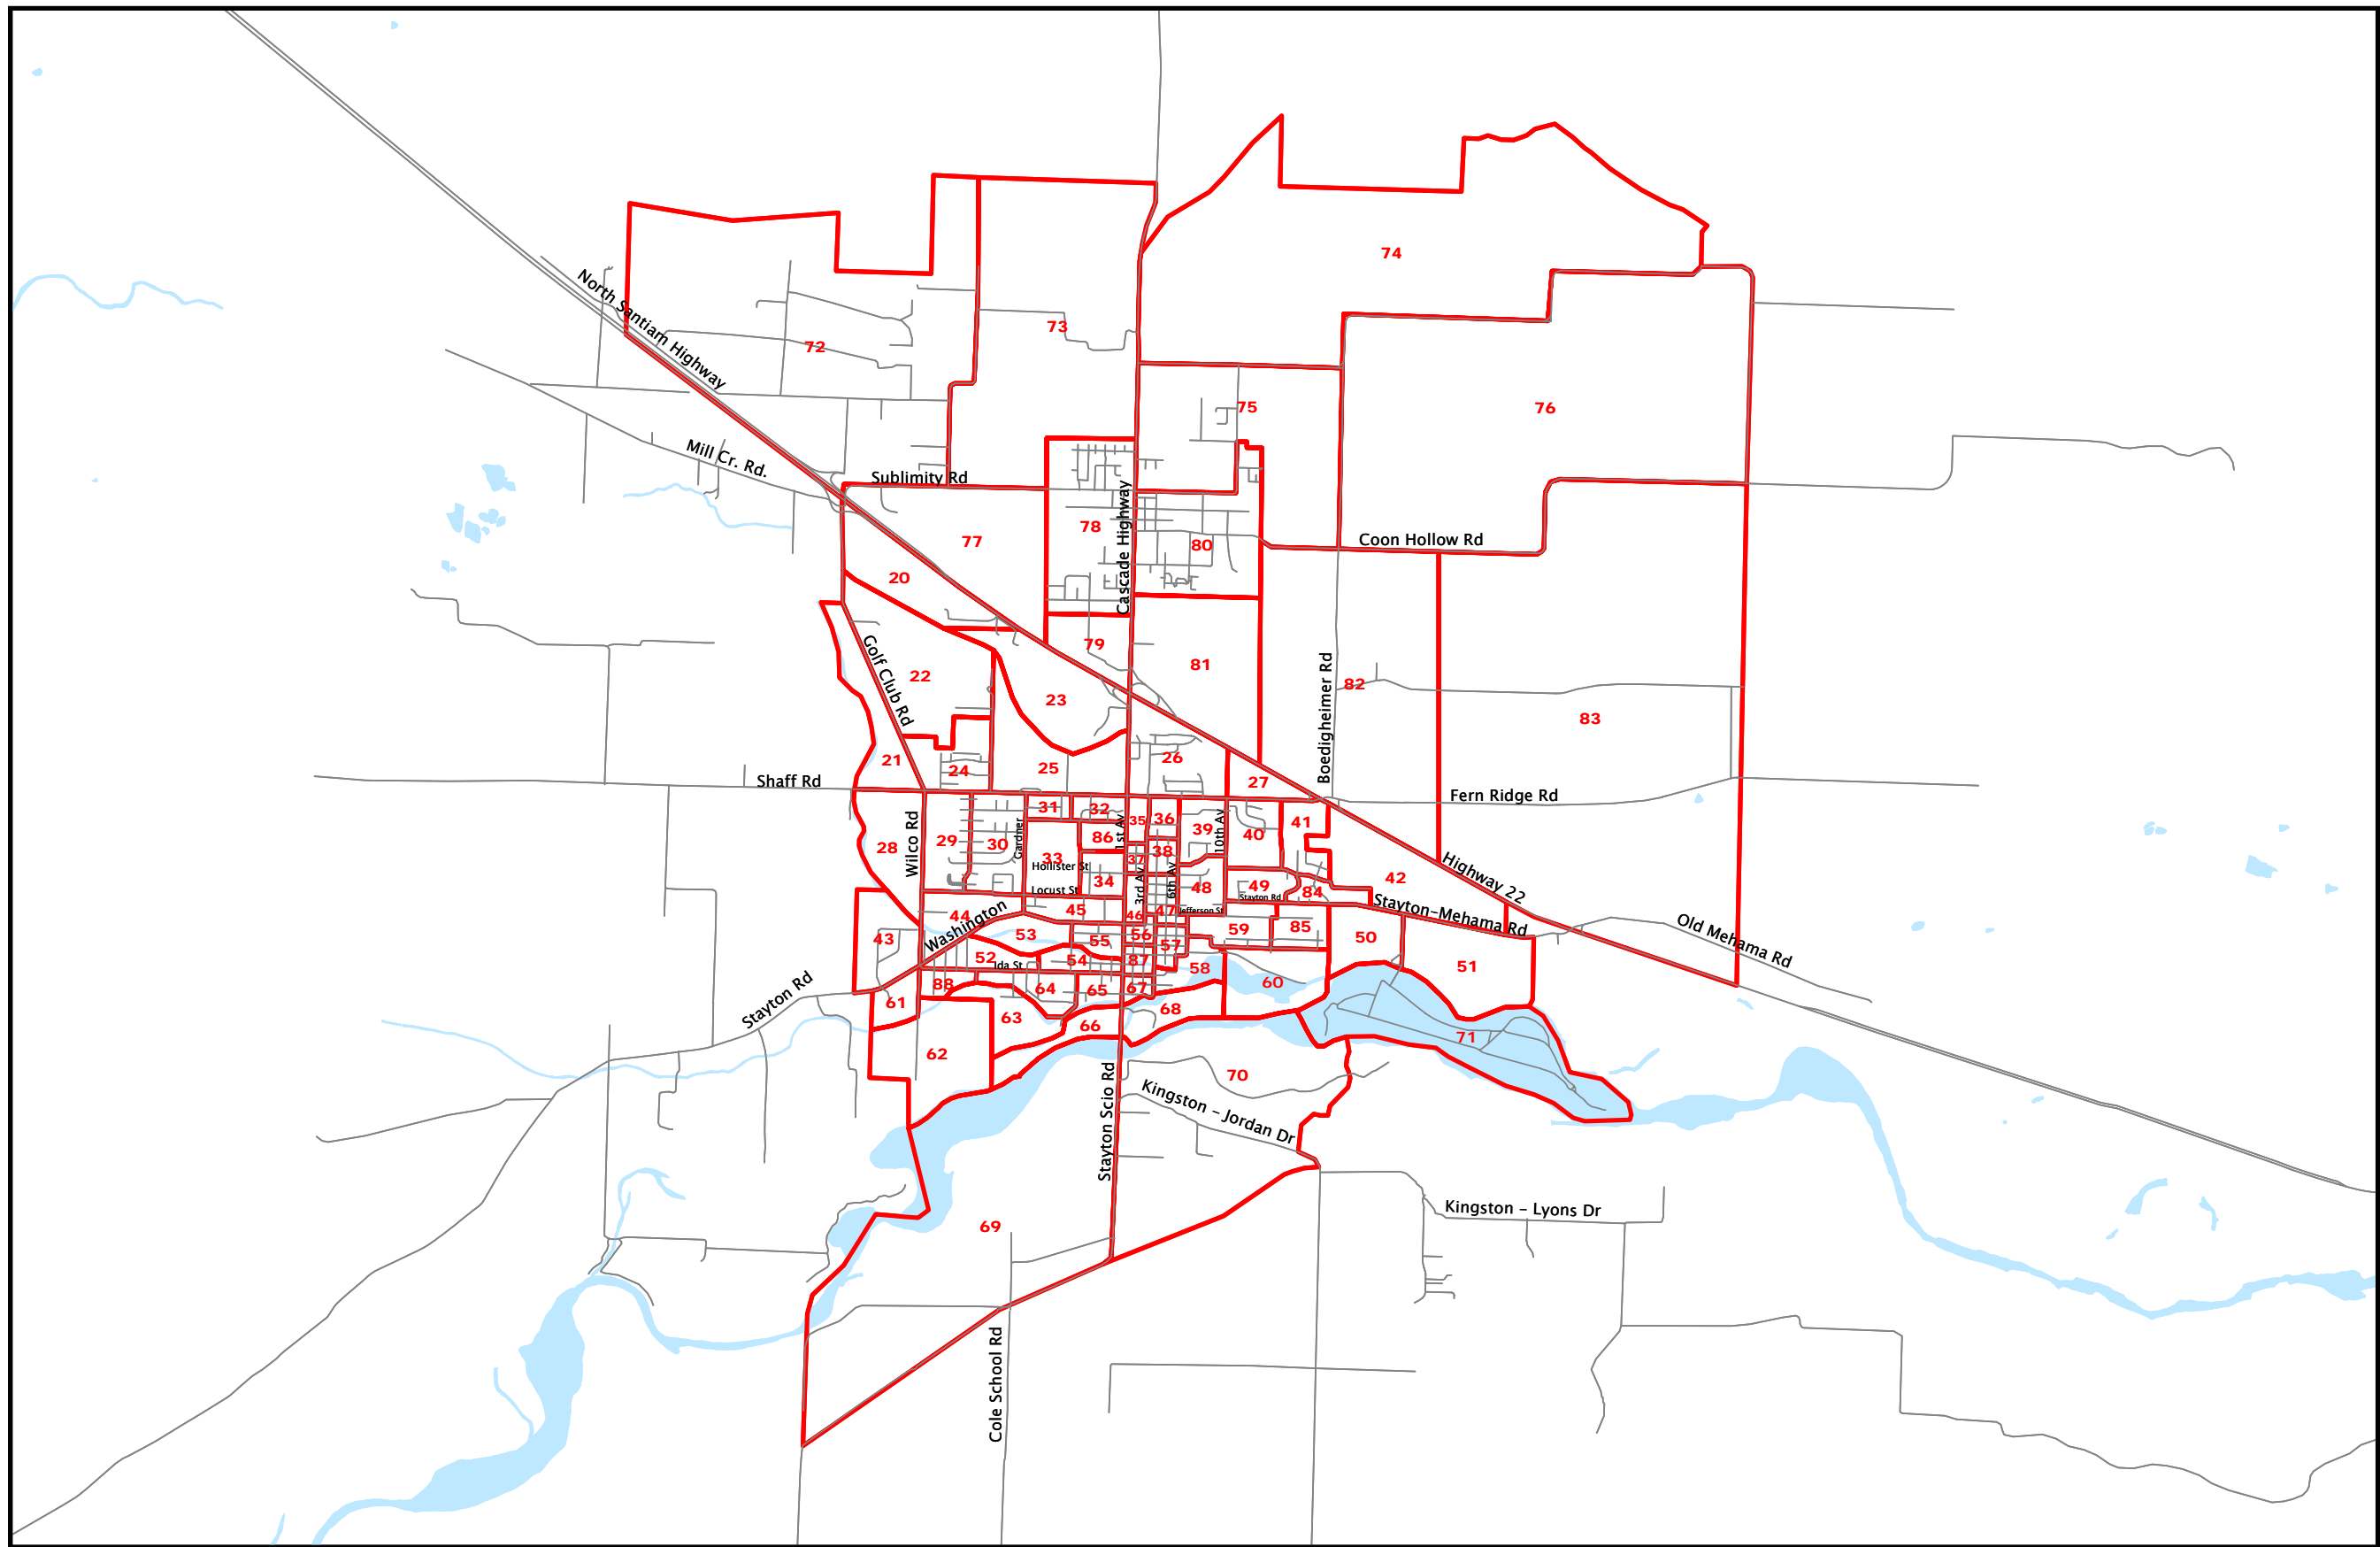 74
North Santiam Highway
73
72
75
76
Mill Cr. Rd.
Sublimity Rd
Cascade Highway
78
77
80
Coon Hollow Rd
20
79
81
Golf Club Rd
22
Boedigheimer Rd
82
23
83
21
24
25
26
27
Shaff Rd
Fern Ridge Rd
31
32
35
36
39
10th Av
40
41
Wilco Rd
28
29
30
Gardner
33
86
1st Av
37
38
Hollister St
34
3rd Av
6th Av
48
49
84
42
Highway 22
Locust St
Stayton Rd
Stayton-Mehama Rd
44
Washington
45
46
47
Jefferson St
Old Mehama Rd
43
53
55
56
57
59
85
50
52
Ida St
54
87
58
51
60
Stayton Rd
61
88
64
65
67
68
63
66
62
71
70
Stayton Scio Rd
Kingston - Jordan Dr
Kingston - Lyons Dr
69
Cole School Rd